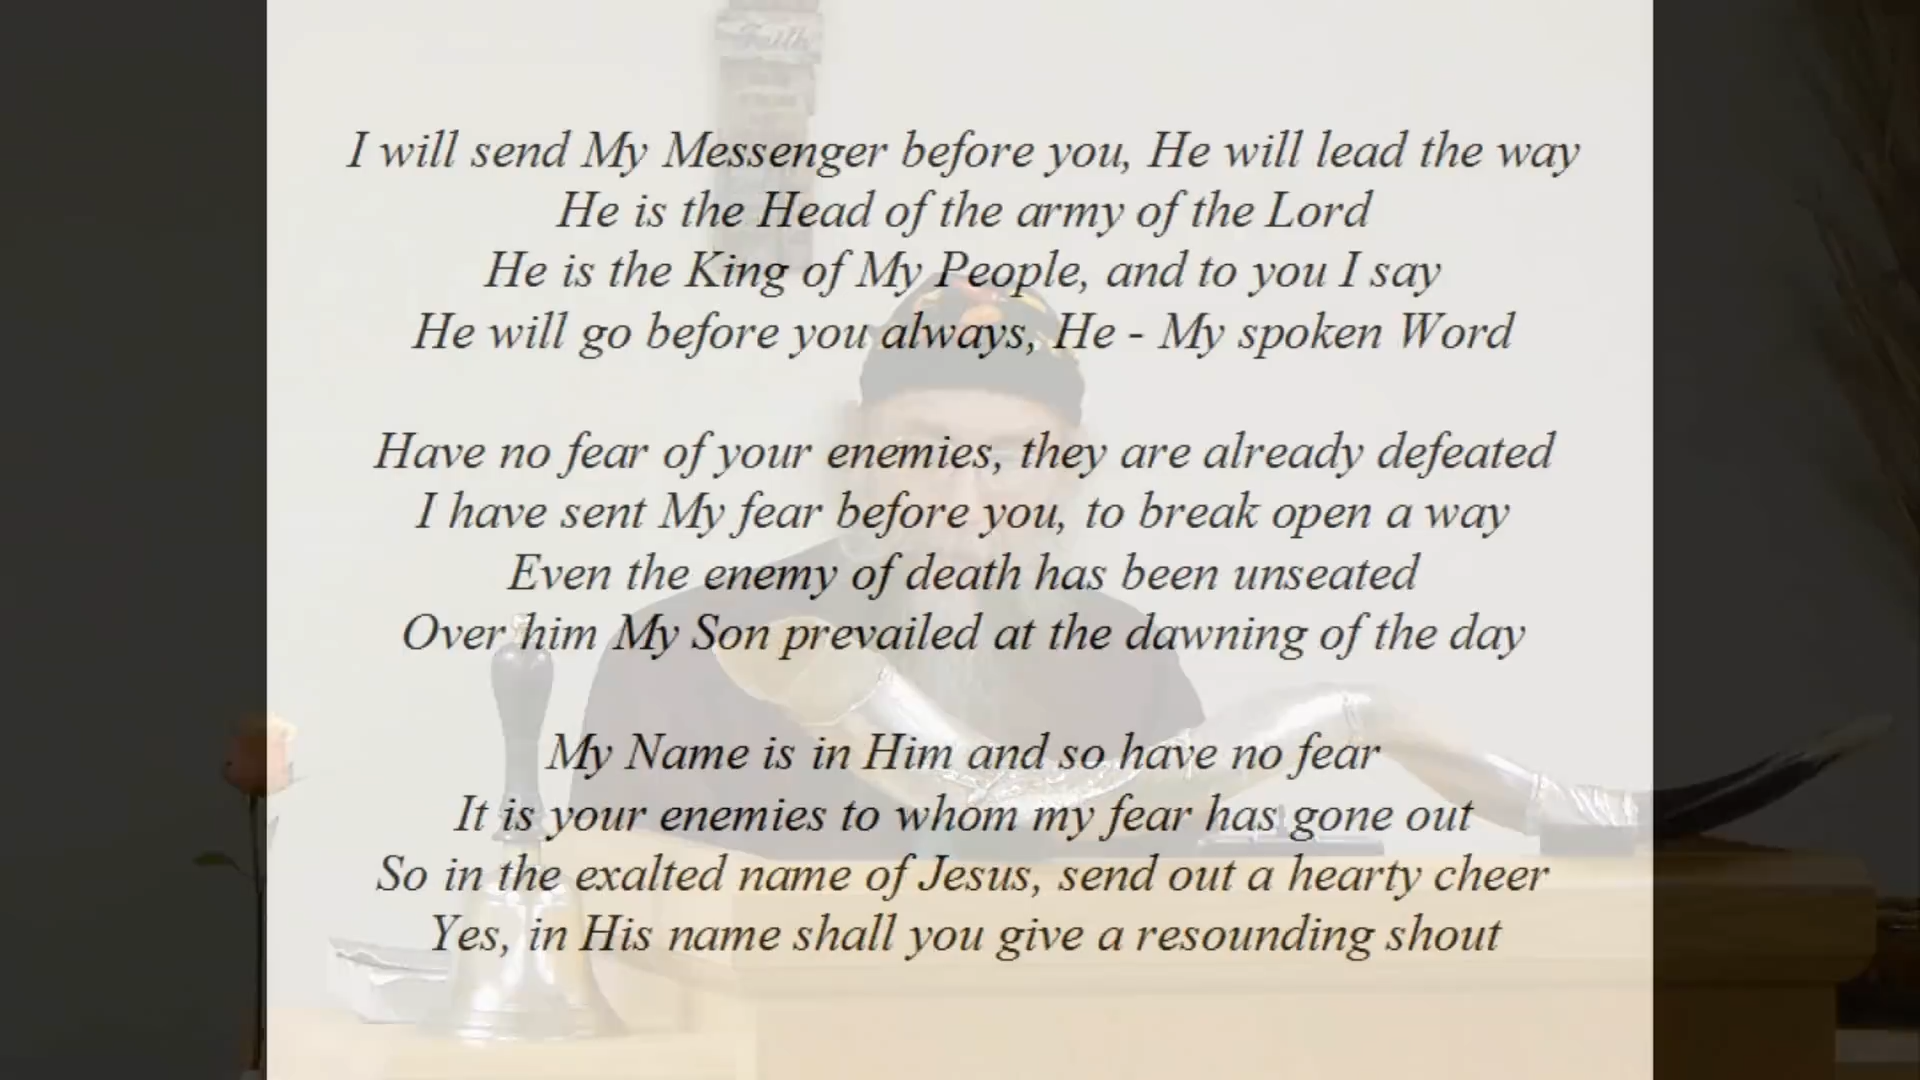 Faith
I will send My Messenger before you, He will lead the way
He is the Head of the army of the Lord
He is the King of My People, and to you I say
He will go before you always, He - My spoken Word
Have no fear of your enemies, they are already defeated
I have sent My fear before you, to break open a way
Even the enemy of death has been unseated
Over him My Son prevailed at the dawning of the day
My Name is in Him and so have no fear
It is your enemies to whom my fear has gone out
So in the exalted name of Jesus, send out a hearty cheer
Yes, in His name shall you give a resounding shout